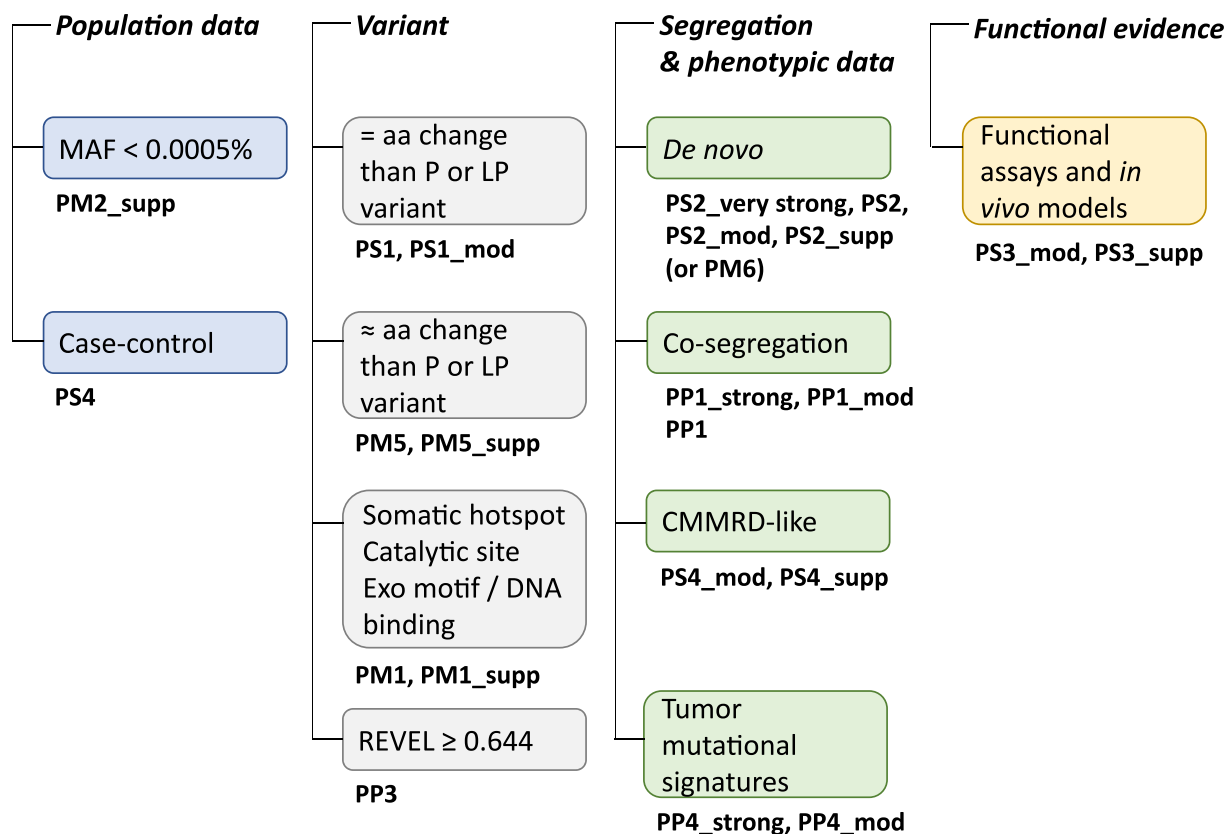 Population data
MAF < 0.0005%
PM2_supp
Case-control
PS4
Variant
= aa change
than P or LP
variant
PS1, PS1_mod
≈ aa change
than P or LP
variant
PM5, PM5_supp
Somatic hotspot
Catalytic site
Exo motif / DNA
binding
PM1, PM1_supp
REVEL ≥ 0.644
PP3
Segregation
& phenotypic data
De novo
PS2_very strong, PS2,
PS2_mod, PS2_supp
(or PM6)
Co-segregation
PP1_strong, PP1_mod
PP1
CMMRD-like
PS4_mod, PS4_supp
Tumor
mutational
signatures
PP4_strong, PP4_mod
Functional evidence
Functional
assays and in
vivo models
PS3_mod, PS3_supp